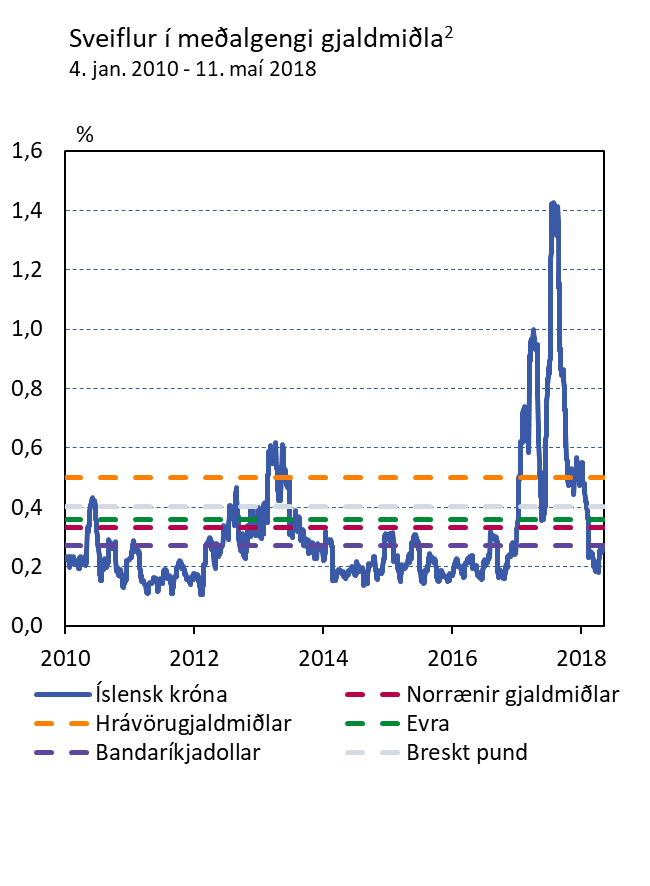 Sveiflur í meðalgengi gjaldmiðla²
4. jan. 2010 - 11. maí 2018
%
1,6
1,4
1,2
1,0
0,8
0,6
0,4
0,2
0,0
2010 2012 2014 2016 2018
Íslensk króna Norrænir gjaldmiðlar
Hrávörugjaldmiðlar Evra
Bandaríkjadollar Breskt pund